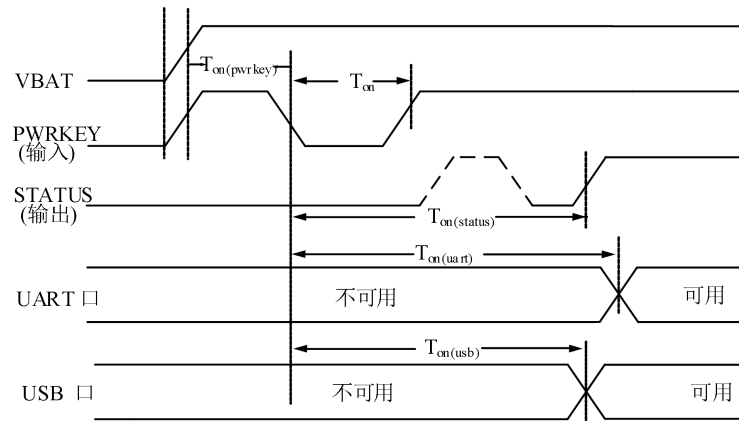 VBAT
Ton(pwrkey)
Ton
PWRKEY
(输入)
STATUS
(输出)
Ton(status)
Ton(uart)
UART 口
不可用
可用
Ton(usb)
USB 口
不可用
可用